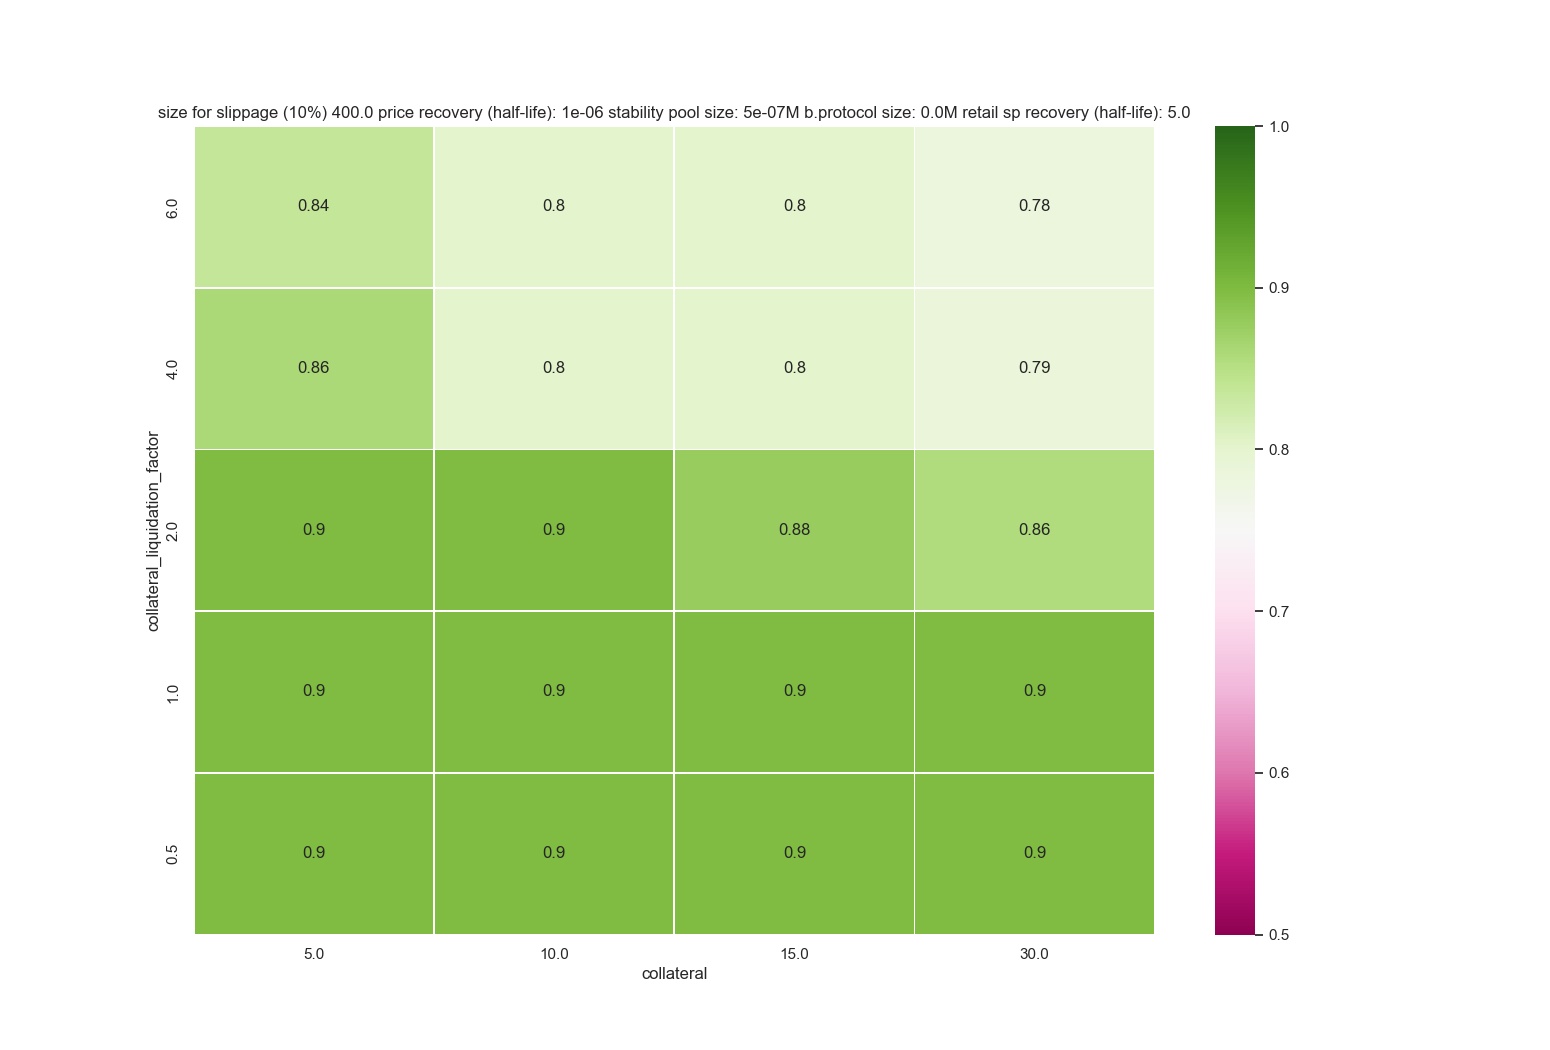 size for slippage (10%) 400.0 price recovery (half-life): 1e-06 stability pool size: 5e-07M b.protocol size: 0.0M retail sp recovery (half-life): 5.0
collateral_liquidation_factor
6.0
0.84 0.8 0.8 0.78
4.0
0.86 0.8 0.8 0.79
2.0
0.9 0.9 0.88 0.86
1.0
0.9 0.9 0.9 0.9
0.5
0.9 0.9 0.9 0.9
5.0 10.0 15.0 30.0
collateral
1.0
0.9
0.8
0.7
0.6
0.5